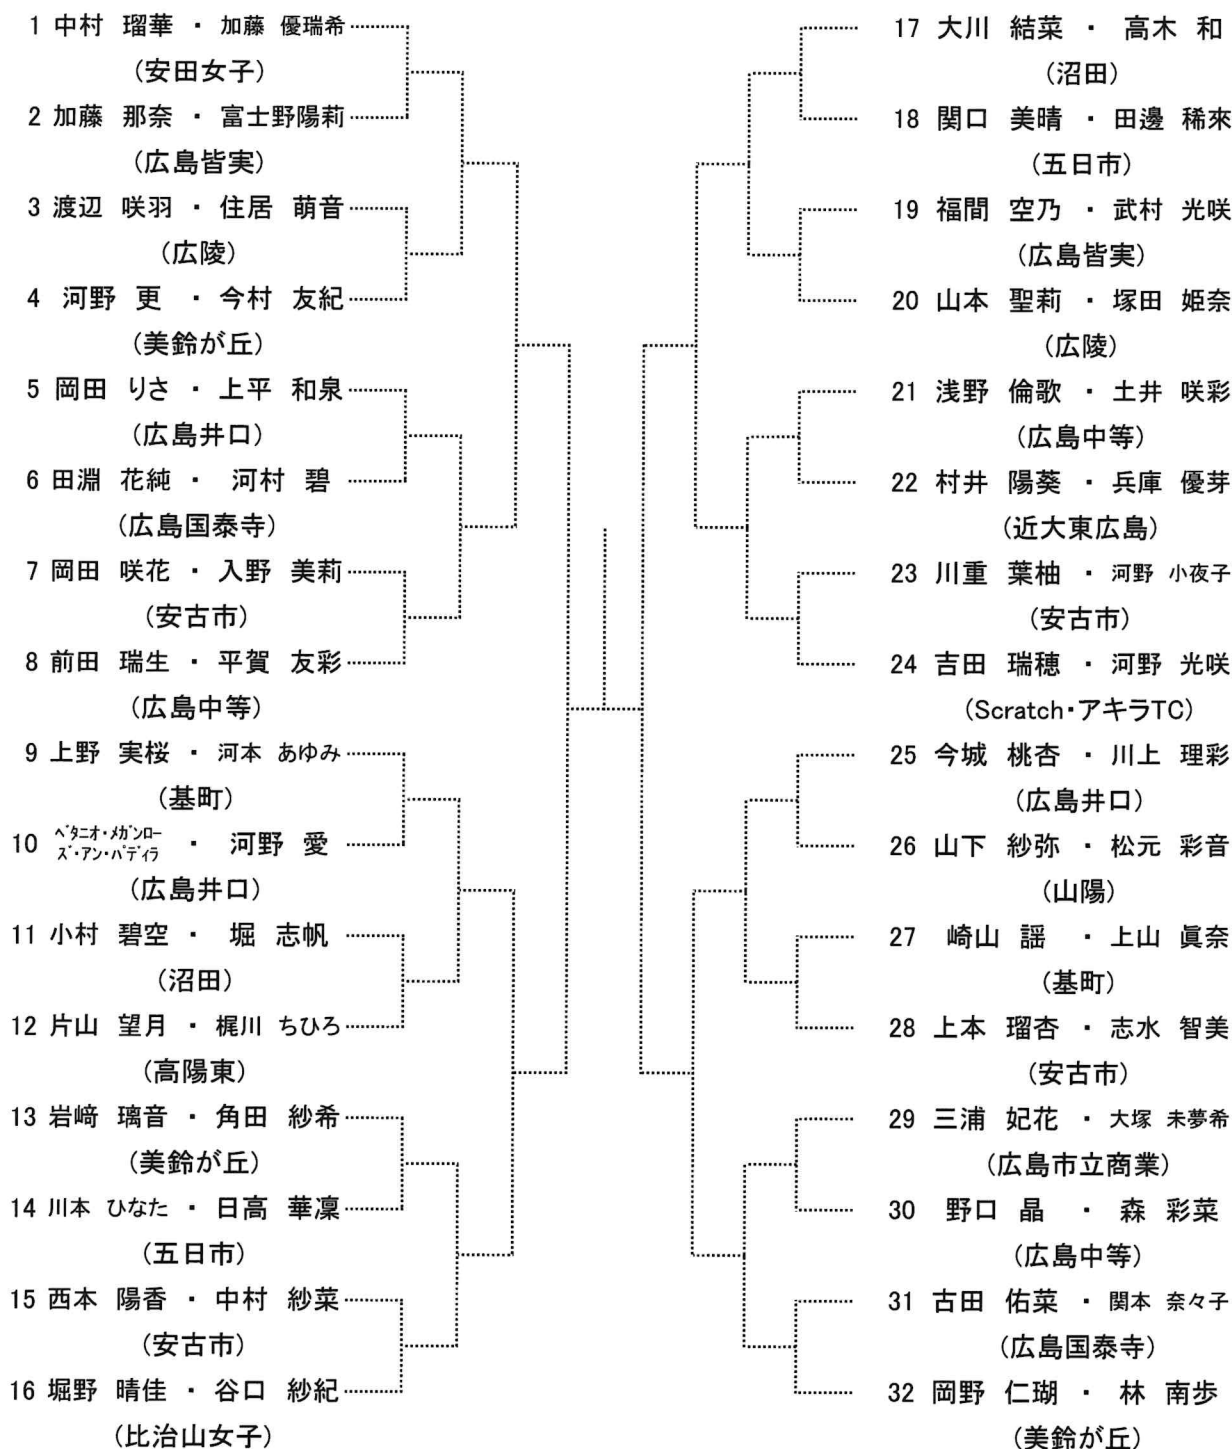 1 中村 瑠華 ・ 加藤 優瑞希
(安田女子)
2 加藤 那奈 ・ 富士野陽莉
(広島皆実)
3 渡辺 咲羽 ・ 住居 萌音
(広陵)
4 河野 更 ・ 今村 友紀
(美鈴が丘)
5 岡田 りさ ・ 上平 和泉
(広島井口)
6 田淵 花純 ・ 河村 碧
(広島国泰寺)
7 岡田 咲花 ・ 入野 美莉
(安古市)
8 前田 瑞生 ・ 平賀 友彩
(広島中等)
9 上野 実桜 ・ 河本 あゆみ
(基町)
10 ベタニオ・メガンローズ・アン・パディラ ・ 河野 愛
(広島井口)
11 小村 碧空 ・ 堀 志帆
(沼田)
12 片山 望月 ・ 梶川 ちひろ
(高陽東)
13 岩﨑 璃音 ・ 角田 紗希
(美鈴が丘)
14 川本 ひなた ・ 日高 華凜
(五日市)
15 西本 陽香 ・ 中村 紗菜
(安古市)
16 堀野 晴佳 ・ 谷口 紗紀
(比治山女子)
17 大川 結菜 ・ 高木 和
(沼田)
18 関口 美晴 ・ 田邊 稀來
(五日市)
19 福間 空乃 ・ 武村 光咲
(広島皆実)
20 山本 聖莉 ・ 塚田 姫奈
(広陵)
21 浅野 倫歌 ・ 土井 咲彩
(広島中等)
22 村井 陽葵 ・ 兵庫 優芽
(近大東広島)
23 川重 葉柚 ・ 河野 小夜子
(安古市)
24 吉田 瑞穂 ・ 河野 光咲
(Scratch・アキラTC)
25 今城 桃杏 ・ 川上 理彩
(広島井口)
26 山下 紗弥 ・ 松元 彩音
(山陽)
27 崎山 謡 ・ 上山 眞奈
(基町)
28 上本 瑠杏 ・ 志水 智美
(安古市)
29 三浦 妃花 ・ 大塚 未夢希
(広島市立商業)
30 野口 晶 ・ 森 彩菜
(広島中等)
31 古田 佑菜 ・ 関本 奈々子
(広島国泰寺)
32 岡野 仁瑚 ・ 林 南歩
(美鈴が丘)